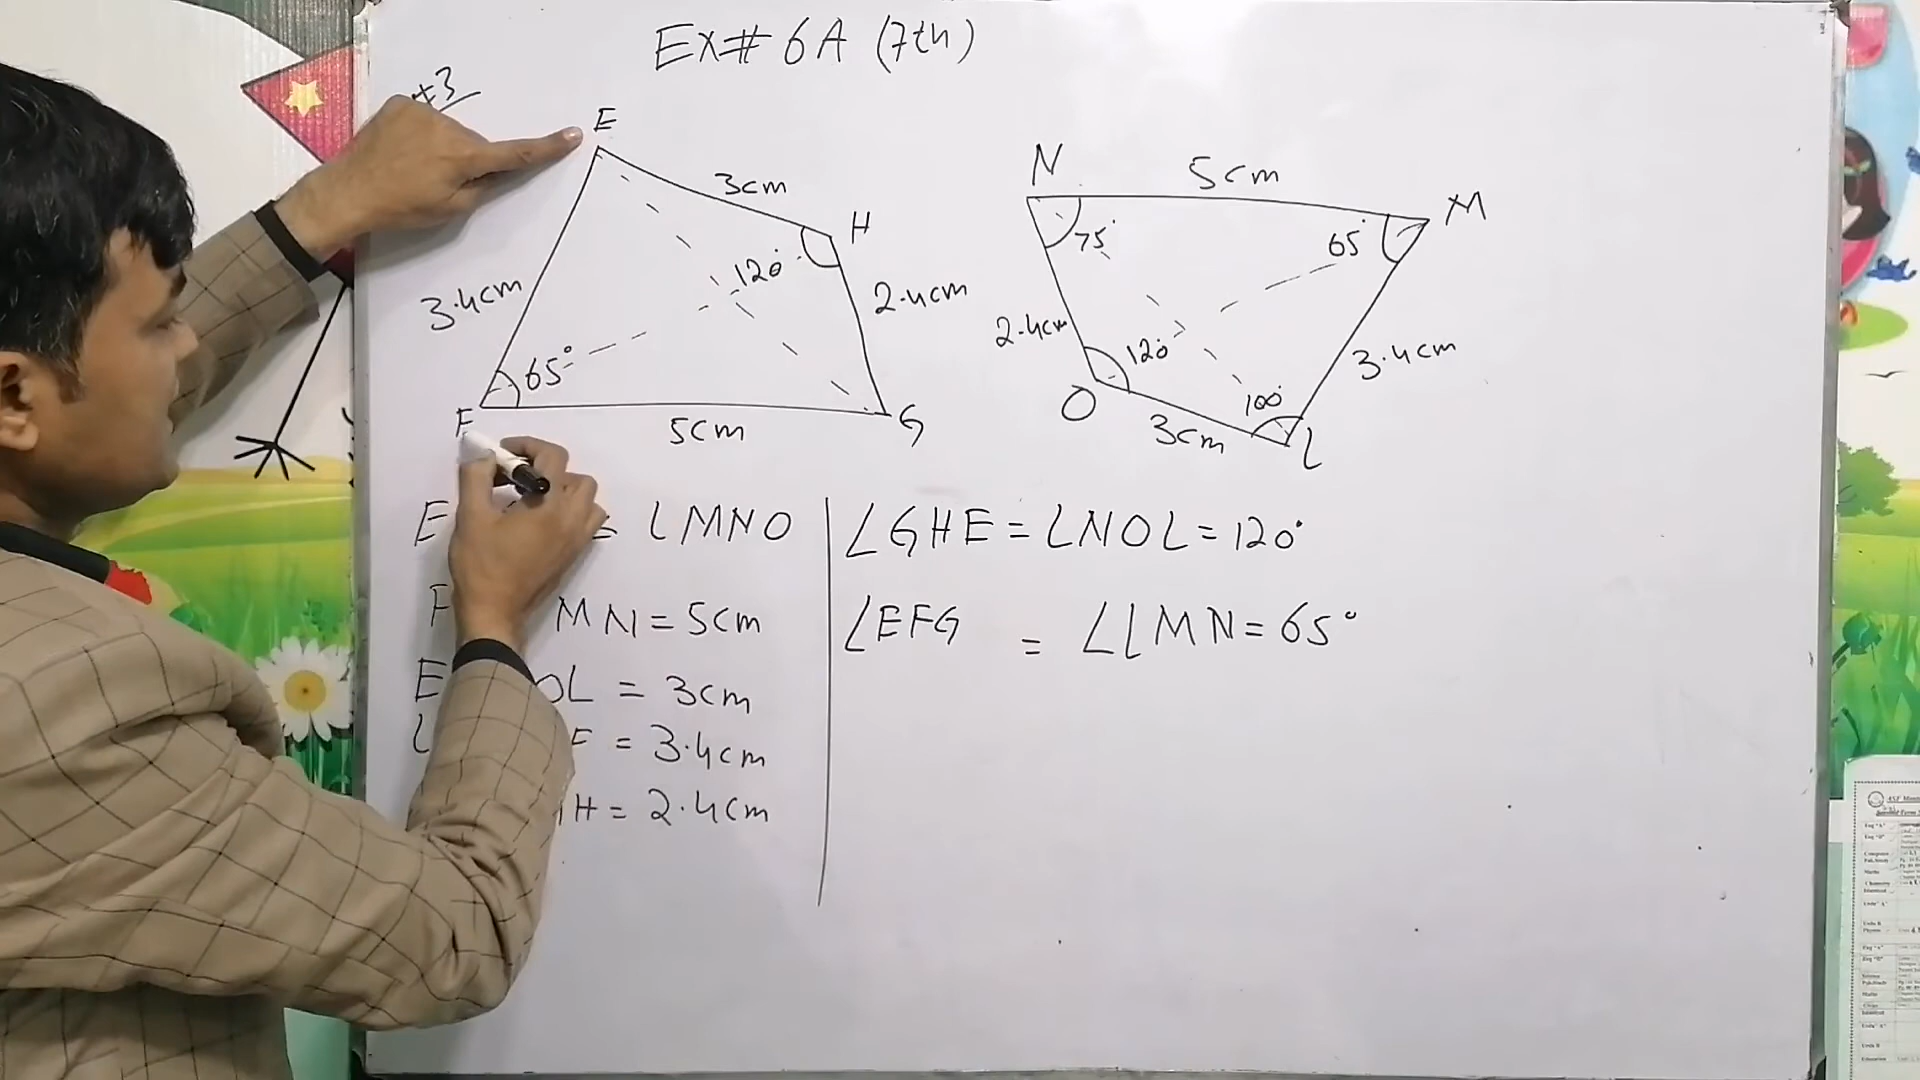 Ex# 6A (7th)
#3
E
3cm
H
120°
3.4cm
2.4cm
65°
F
5cm
G
N
5cm
M
75°
65°
2.4cm
120°
3.4cm
O
100°
3cm
L
E = LMNO
F MN = 5cm
E OL = 3cm
L F = 3.4cm
H = 2.4cm
∠GHE = ∠NOL = 120°
∠EFG = ∠LMN = 65°